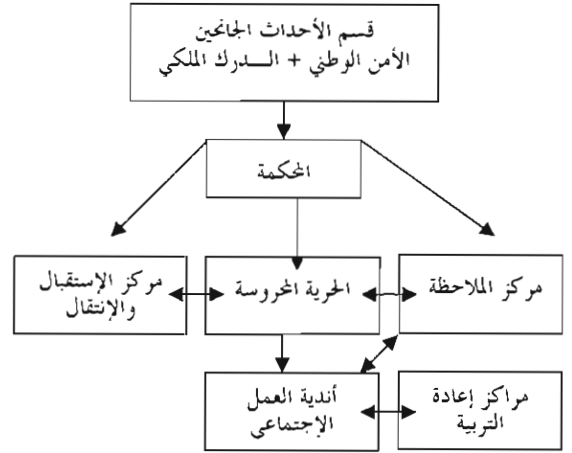 قسم الأحداث الجانحين
الأمن الوطني + الـــدرك الملكي
المحكمة
مركز الملاحظة
الحرية المحروسة
مركز الإستقبال
والإنتقال
أندية العمل
الإجتماعي
مراكز إعادة
التربية